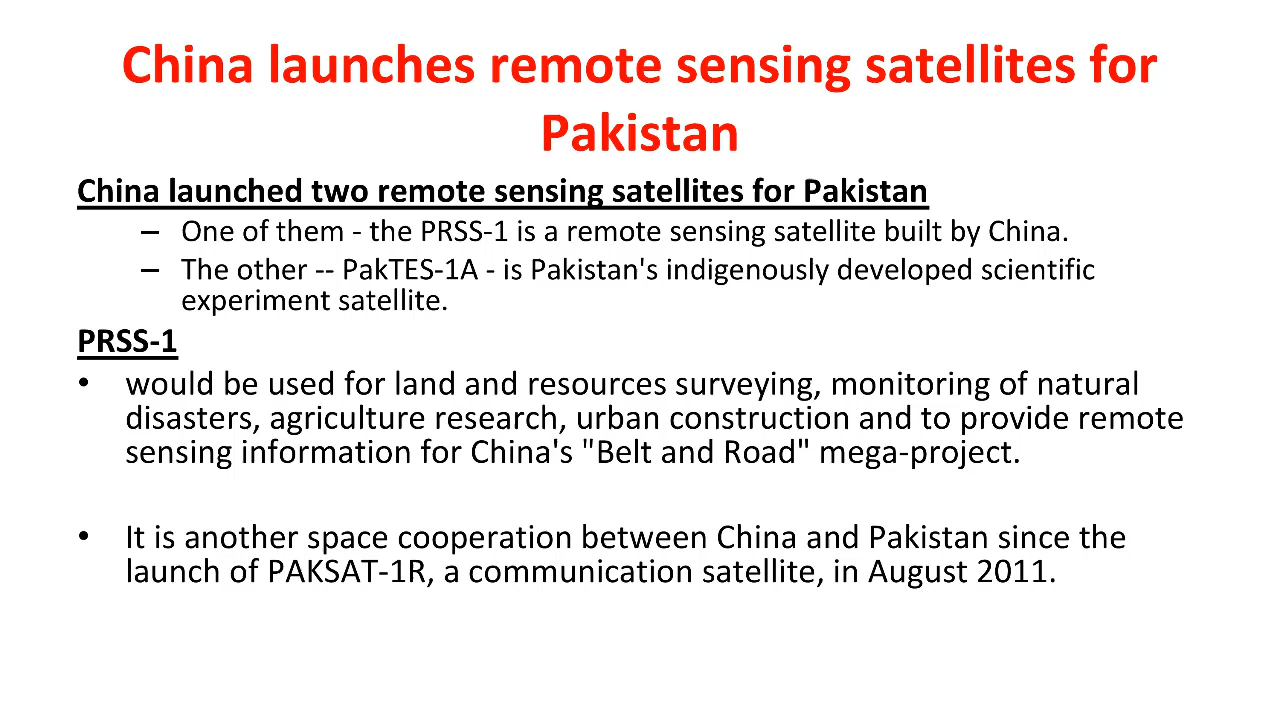 China launches remote sensing satellites for
Pakistan
China launched two remote sensing satellites for Pakistan
– One of them - the PRSS-1 is a remote sensing satellite built by China.
– The other -- PakTES-1A - is Pakistan's indigenously developed scientific
experiment satellite.
PRSS-1
• would be used for land and resources surveying, monitoring of natural
disasters, agriculture research, urban construction and to provide remote
sensing information for China's "Belt and Road" mega-project.
• It is another space cooperation between China and Pakistan since the
launch of PAKSAT-1R, a communication satellite, in August 2011.